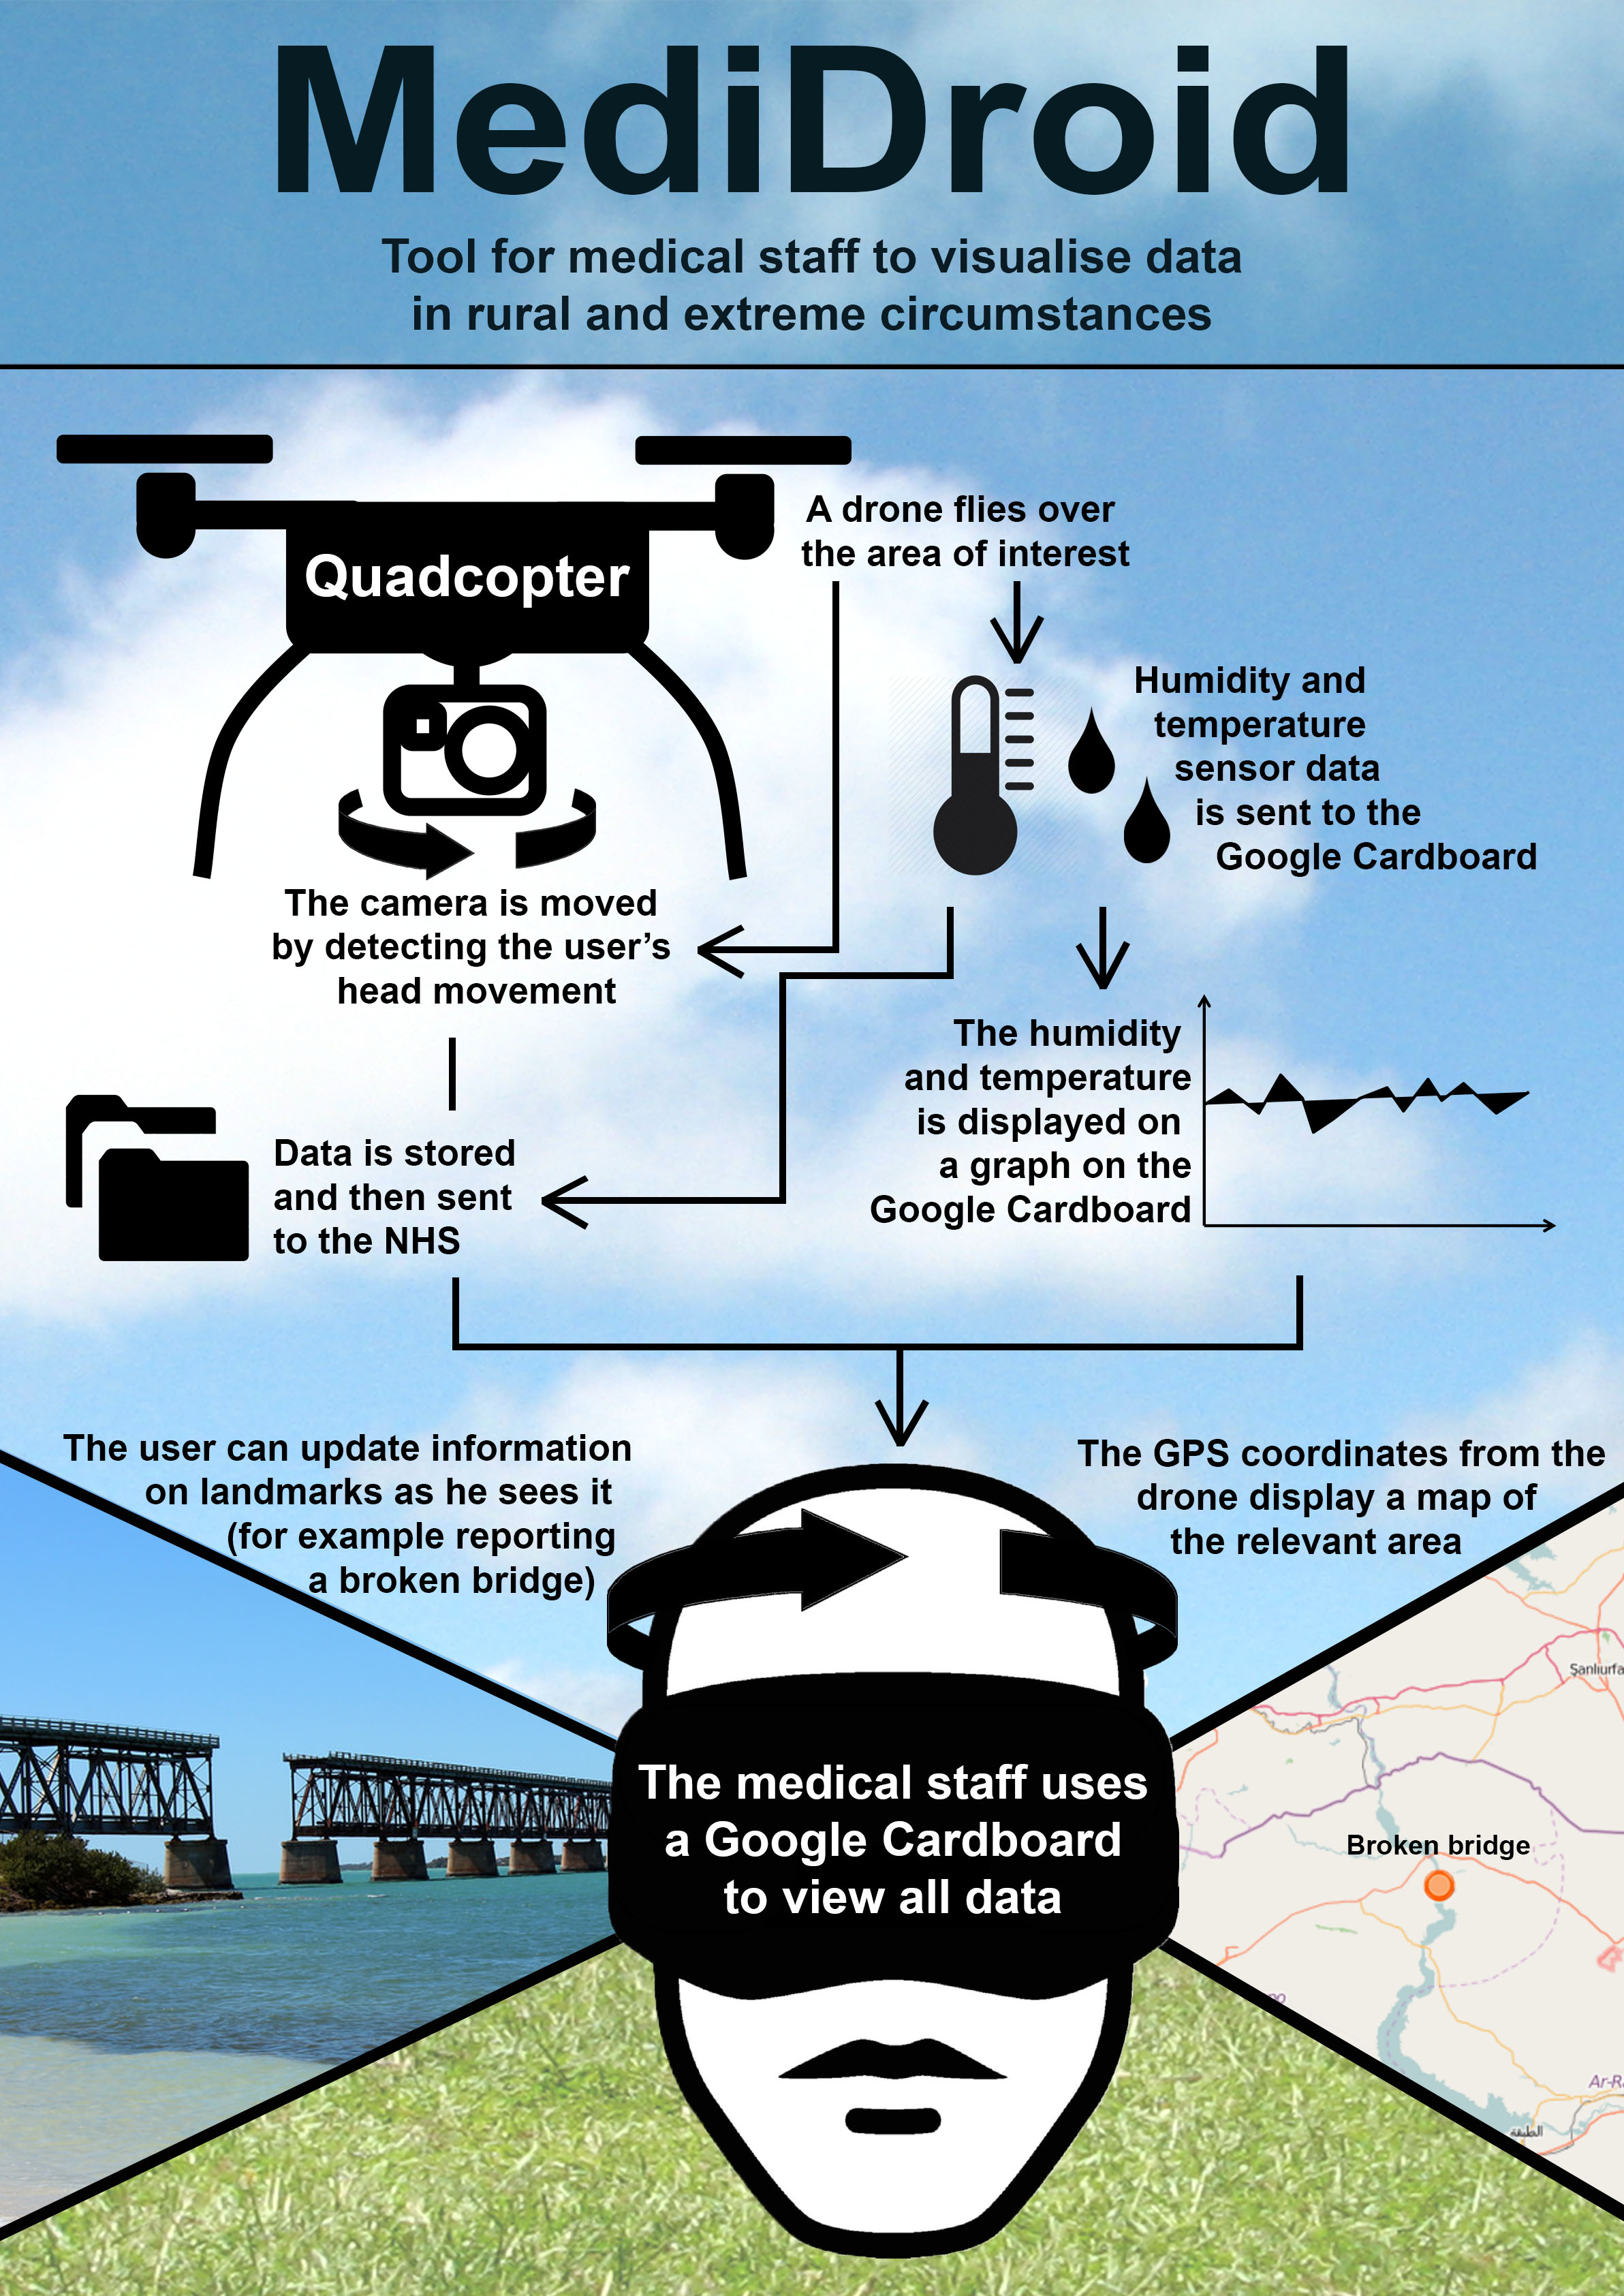 MediDroid
Tool for medical staff to visualise data
in rural and extreme circumstances
Quadcopter
A drone flies over
the area of interest
Humidity and
temperature
sensor data
is sent to the
Google Cardboard
The camera is moved
by detecting the user's
head movement
The humidity
and temperature
is displayed on
a graph on the
Google Cardboard
Data is stored
and then sent
to the NHS
The user can update information
on landmarks as he sees it
(for example reporting
a broken bridge)
The GPS coordinates from the
drone display a map of
the relevant area
Şanlıurfa
The medical staff uses
a Google Cardboard
to view all data
Broken bridge
Ar-R
الطبقة